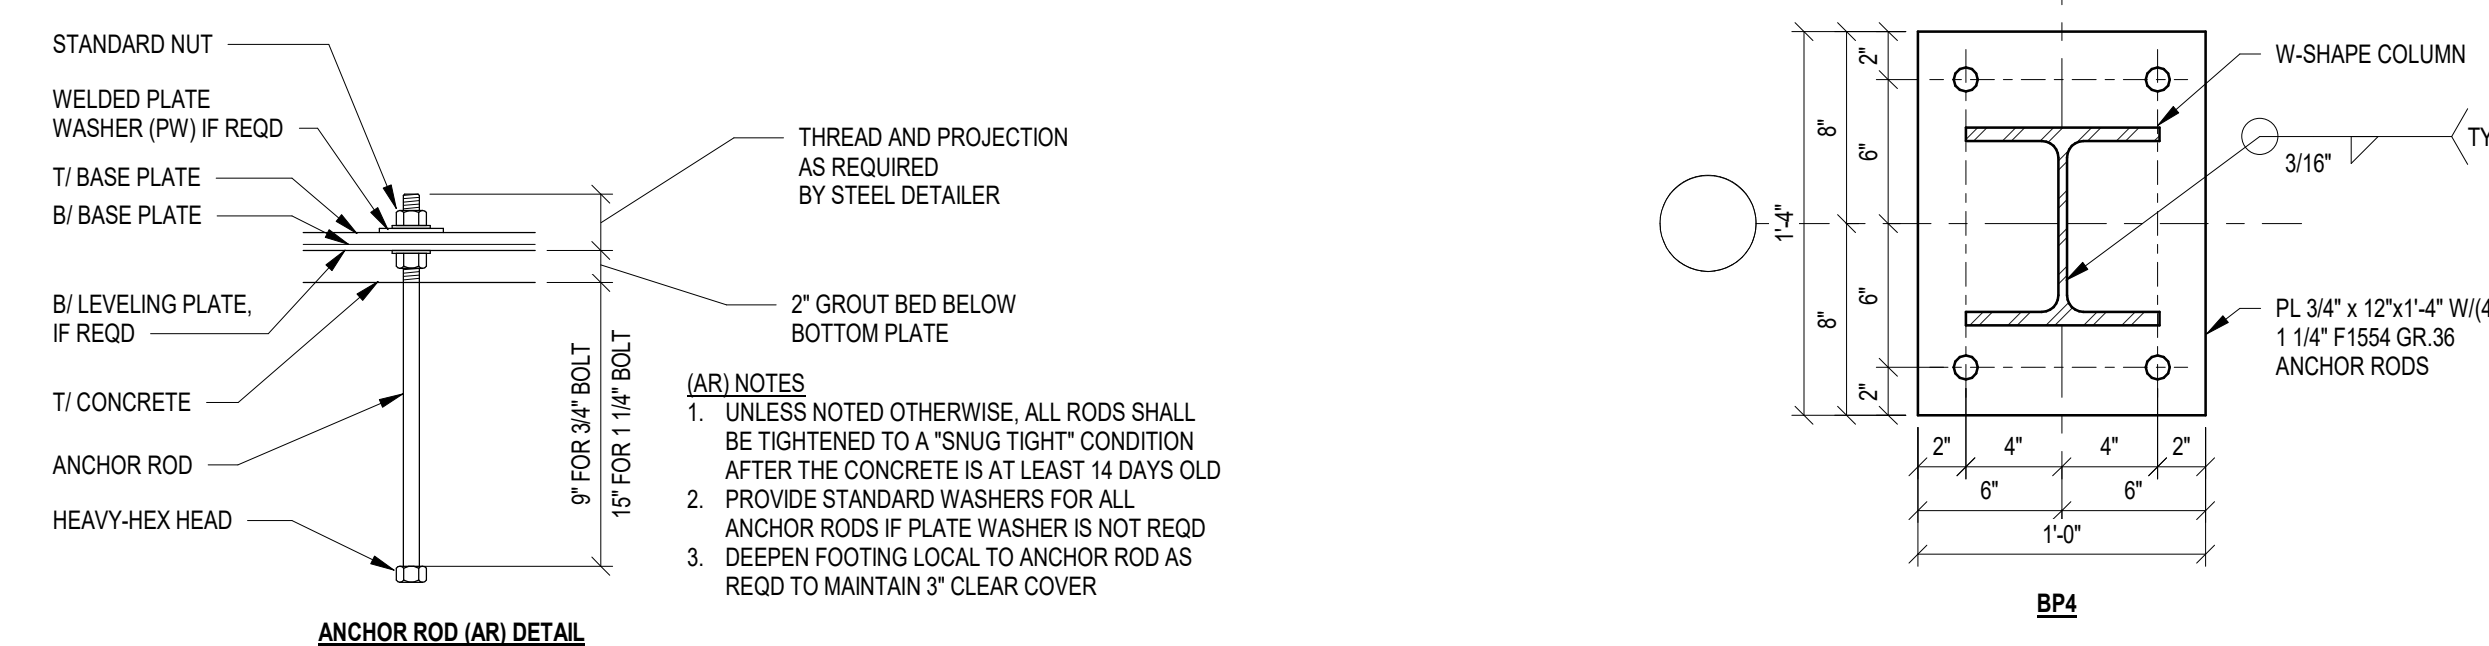 STANDARD NUT
WELDED PLATE
WASHER (PW) IF REQD
T/ BASE PLATE
B/ BASE PLATE
B/ LEVELING PLATE,
IF REQD
T/ CONCRETE
ANCHOR ROD
HEAVY-HEX HEAD
THREAD AND PROJECTION
AS REQUIRED
BY STEEL DETAILER
2" GROUT BED BELOW
BOTTOM PLATE
9" FOR 3/4" BOLT
15" FOR 1 1/4" BOLT
(AR) NOTES
1. UNLESS NOTED OTHERWISE, ALL RODS SHALL
BE TIGHTENED TO A "SNUG TIGHT" CONDITION
AFTER THE CONCRETE IS AT LEAST 14 DAYS OLD
2. PROVIDE STANDARD WASHERS FOR ALL
ANCHOR RODS IF PLATE WASHER IS NOT REQD
3. DEEPEN FOOTING LOCAL TO ANCHOR ROD AS
REQD TO MAINTAIN 3" CLEAR COVER
ANCHOR ROD (AR) DETAIL
1'-4"
8"
8"
2"
6"
6"
2"
W-SHAPE COLUMN
3/16"
TY
PL 3/4" x 12"x1'-4" W/(4
1 1/4" F1554 GR.36
ANCHOR RODS
2" 4" 4" 2"
6" 6"
1'-0"
BP4